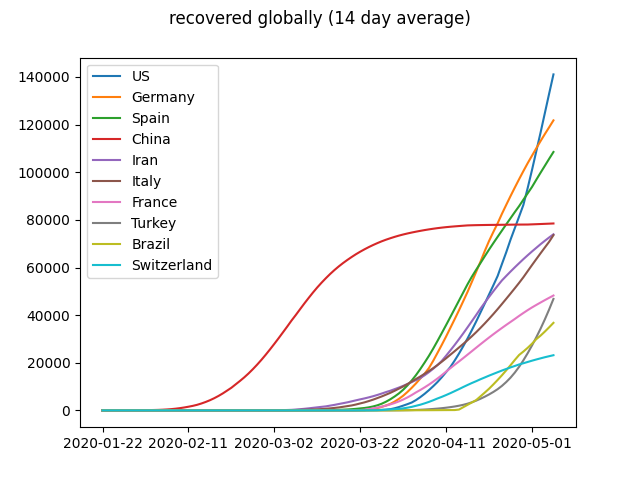 recovered globally (14 day average)
US
Germany
Spain
China
Iran
Italy
France
Turkey
Brazil
Switzerland
140000
120000
100000
80000
60000
40000
20000
0
2020-01-22 2020-02-11 2020-03-02 2020-03-22 2020-04-11 2020-05-01